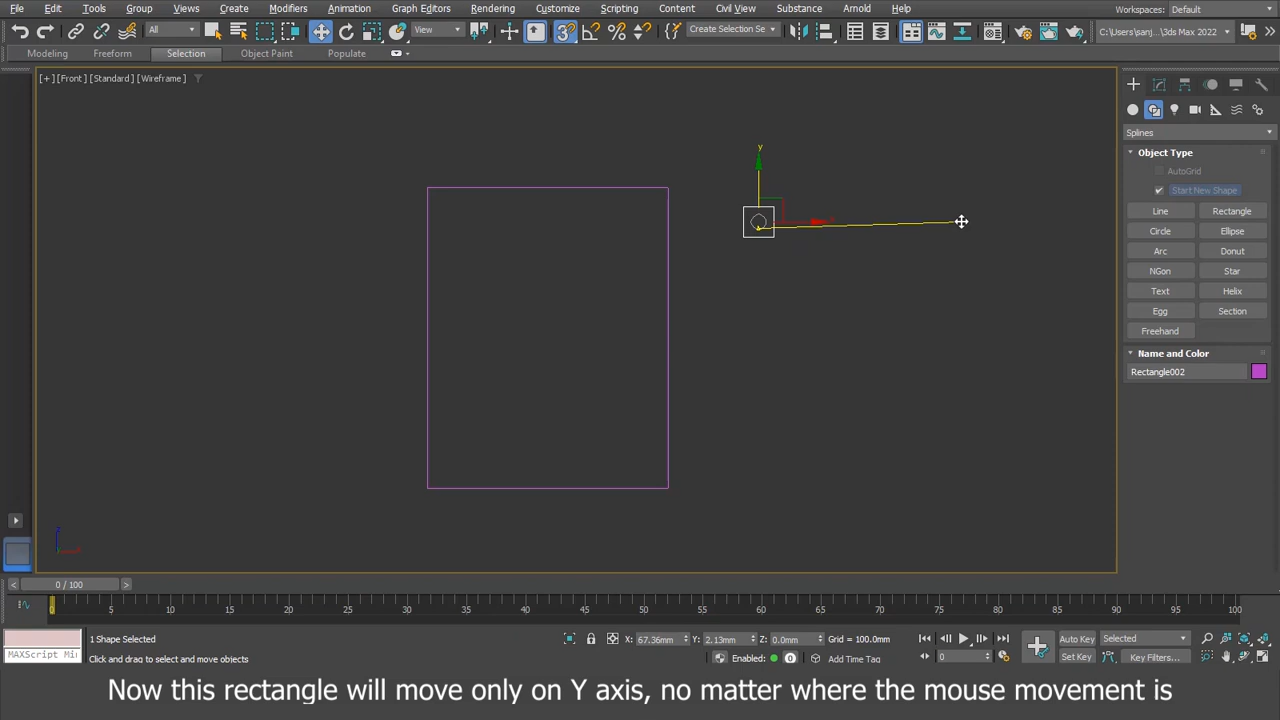 File Edit Tools Group Views Create Modifiers Animation Graph Editors Rendering Customize Scripting Content Civil View Substance Arnold Help Workspaces: Default
All View Create Selection Se C:\Users\sanj... 3ds Max 2022
Modeling Freeform Selection Object Paint Populate
[+] [Front] [Standard] [Wireframe]
Splines
Object Type
AutoGrid
Start New Shape
Line Rectangle
Circle Ellipse
Arc Donut
NGon Star
Text Helix
Egg Section
Freehand
Name and Color
Rectangle002
y
x
0 / 100
0 5 10 15 20 25 30 35 40 45 50 55 60 65 70 75 80 85 90 95 100
1 Shape Selected X: 67.36mm Y: 2.13mm Z: 0.0mm Grid = 100.0mm Auto Key Selected
MAXScript Mi Click and drag to select and move objects Enabled: 0 Add Time Tag 0 Set Key Key Filters...
Now this rectangle will move only on Y axis, no matter where the mouse movement is